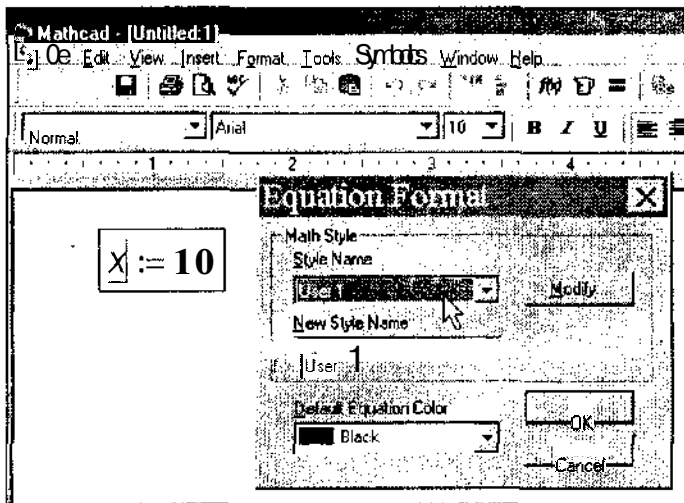 Mathcad - [Untitled:1]
0e Edit View Insert Format Tools Symbols Window Help
Normal Arial 10 B I U
1 2 3 4
Equation Format
Math Style
Style Name
User
Modify
New Style Name
User 1
Default Equation Color
Black
OK
Cancel
X := 10